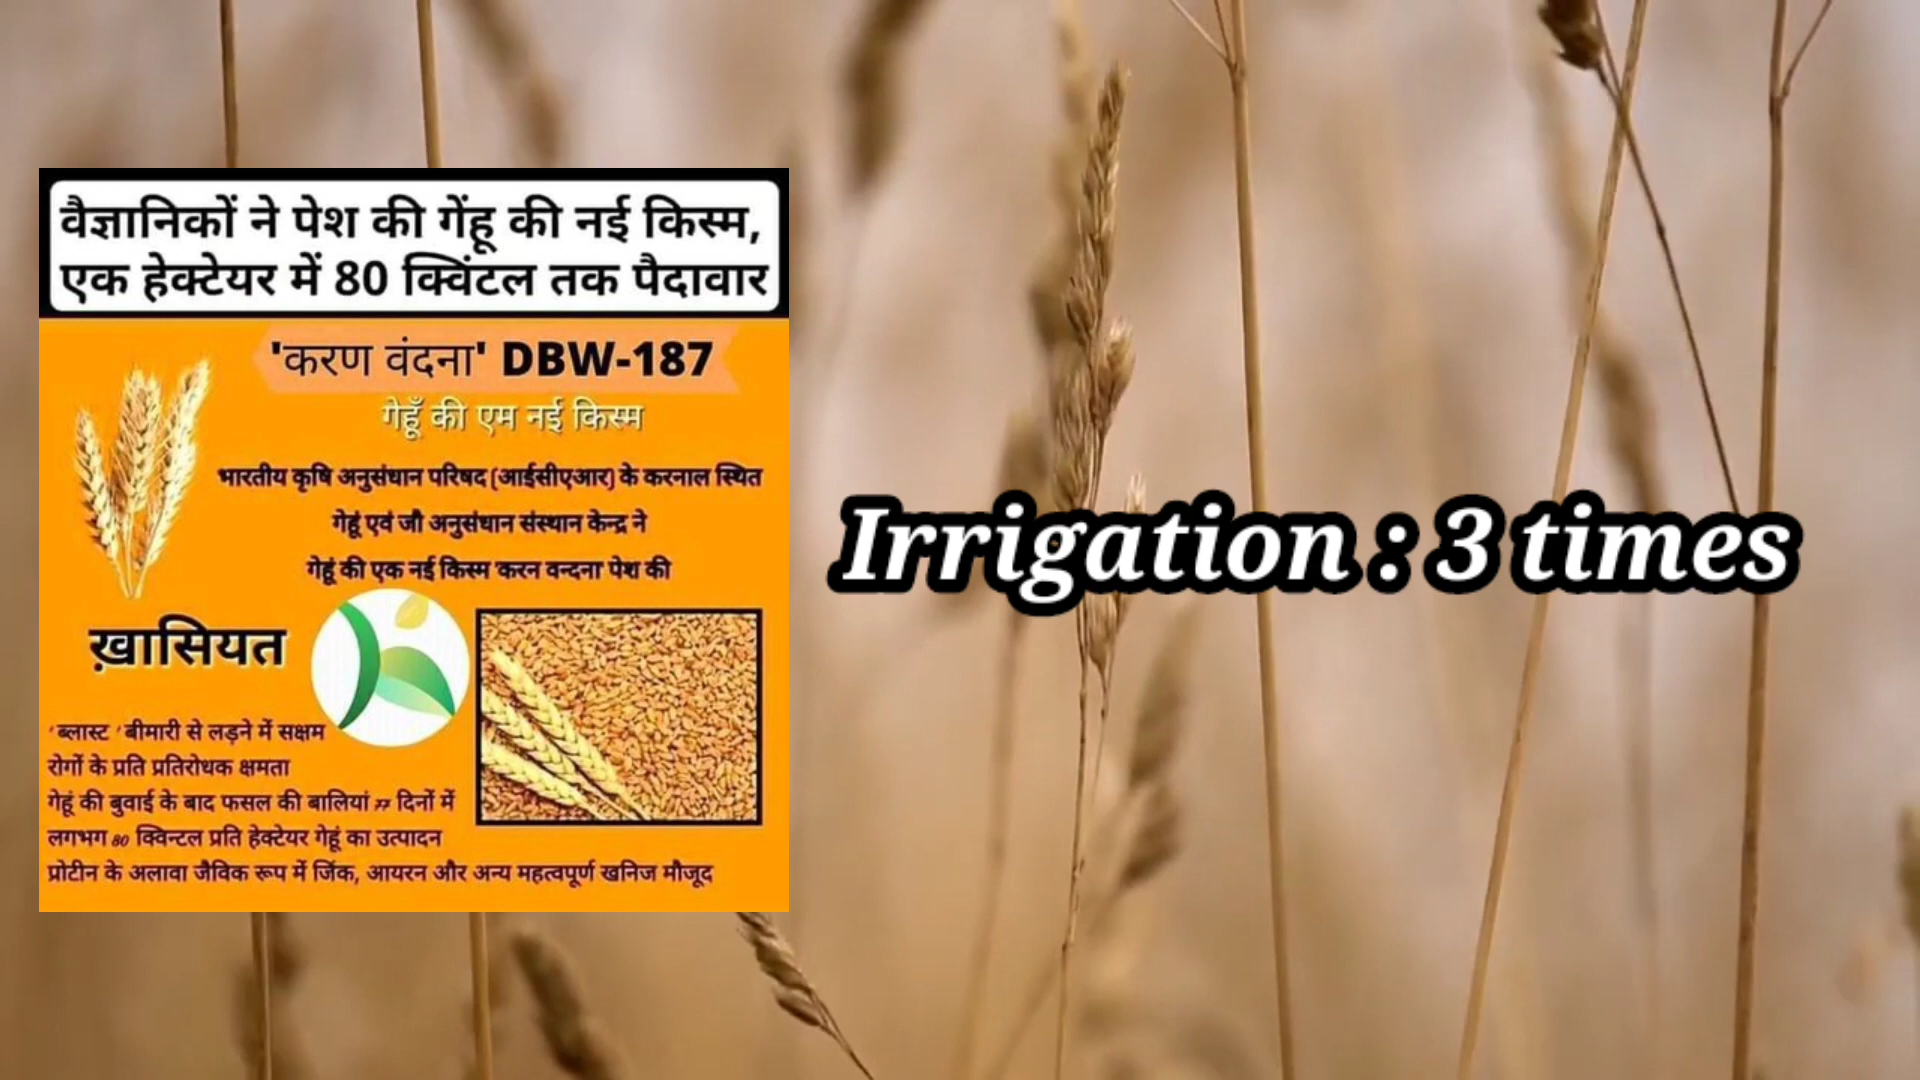 वैज्ञानिकों ने पेश की गेंहू की नई किस्म,
एक हेक्टेयर में 80 क्विंटल तक पैदावार
'करण वंदना' DBW-187
गेहूँ की एम नई किस्म
भारतीय कृषि अनुसंधान परिषद (आईसीएआर) के करनाल स्थित
गेहूं एवं जौ अनुसंधान संस्थान केन्द्र ने
गेहूं की एक नई किस्म 'करन वन्दना' पेश की
ख़ासियत
'ब्लास्ट' बीमारी से लड़ने में सक्षम
रोगों के प्रति प्रतिरोधक क्षमता
गेहूं की बुवाई के बाद फसल की बालियां 77 दिनों में
लगभग 80 क्विन्टल प्रति हेक्टेयर गेहूं का उत्पादन
प्रोटीन के अलावा जैविक रूप में जिंक, आयरन और अन्य महत्वपूर्ण खनिज मौजूद
Irrigation : 3 times